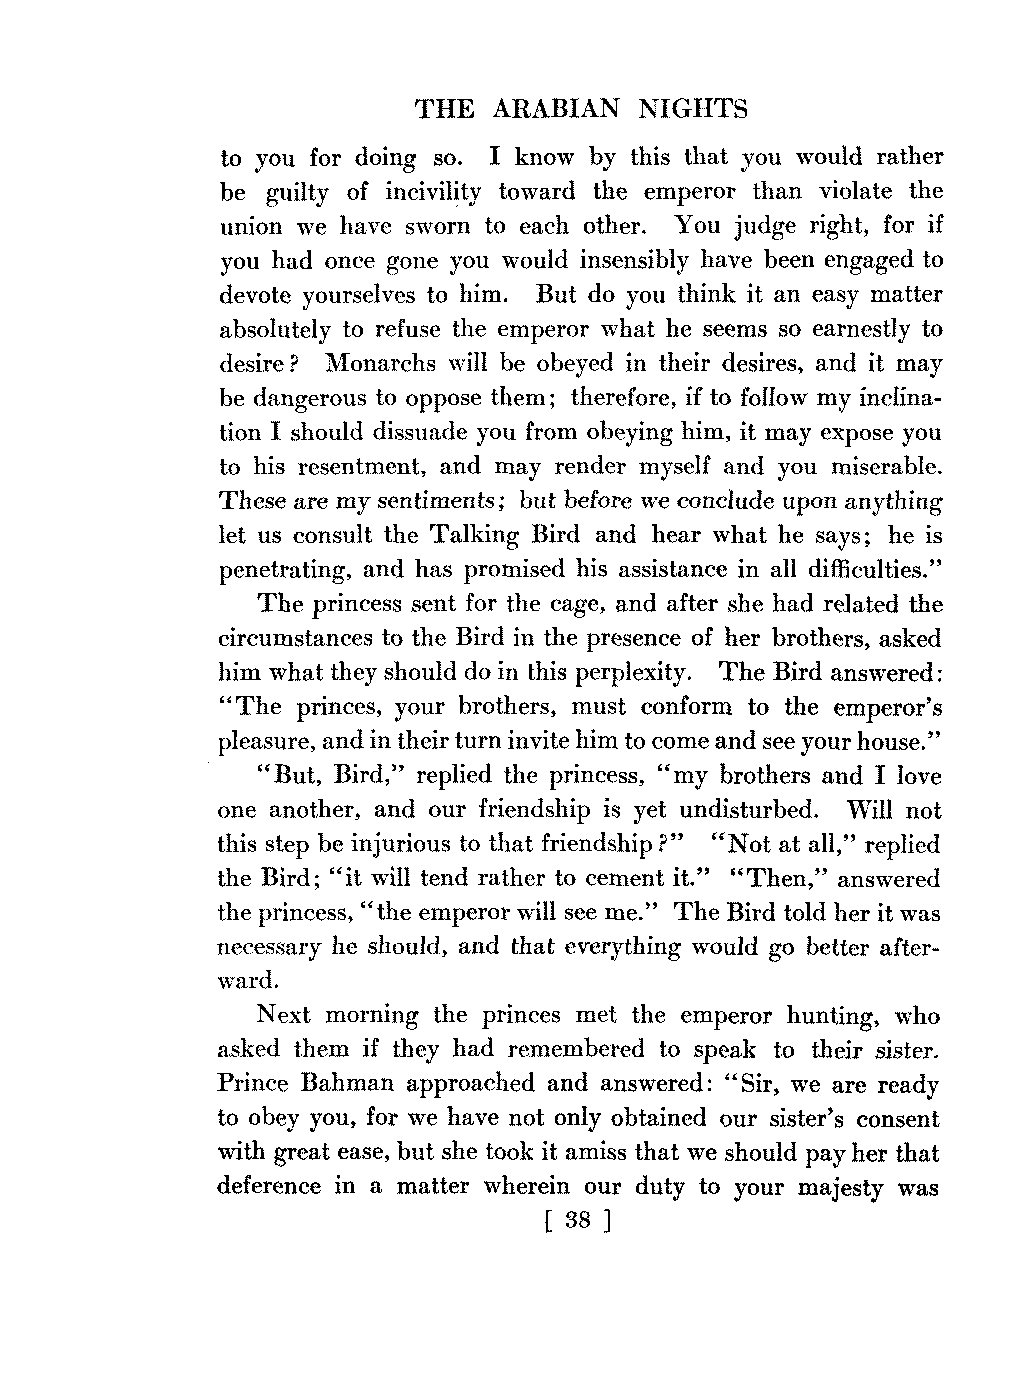 THE ARABIAN NIGHTS
to you for doing so. I know by this that you would rather
be guilty of incivility toward the emperor than violate the
union we have sworn to each other. You judge right, for if
you had once gone you would insensibly have been engaged to
devote yourselves to him. But do you think it an easy matter
absolutely to refuse the emperor what he seems so earnestly to
desire? Monarchs will be obeyed in their desires, and it may
be dangerous to oppose them; therefore, if to follow my inclina-
tion I should dissuade you from obeying him, it may expose you
to his resentment, and may render myself and you miserable.
These are my sentiments; but before we conclude upon anything
let us consult the Talking Bird and hear what he says; he is
penetrating, and has promised his assistance in all difficulties."
The princess sent for the cage, and after she had related the
circumstances to the Bird in the presence of her brothers, asked
him what they should do in this perplexity. The Bird answered:
"The princes, your brothers, must conform to the emperor's
pleasure, and in their turn invite him to come and see your house."
"But, Bird," replied the princess, "my brothers and I love
one another, and our friendship is yet undisturbed. Will not
this step be injurious to that friendship?" "Not at all," replied
the Bird; "it will tend rather to cement it." "Then," answered
the princess, "the emperor will see me." The Bird told her it was
necessary he should, and that everything would go better after-
ward.
Next morning the princes met the emperor hunting, who
asked them if they had remembered to speak to their sister.
Prince Bahman approached and answered: "Sir, we are ready
to obey you, for we have not only obtained our sister's consent
with great ease, but she took it amiss that we should pay her that
deference in a matter wherein our duty to your majesty was
[ 38 ]